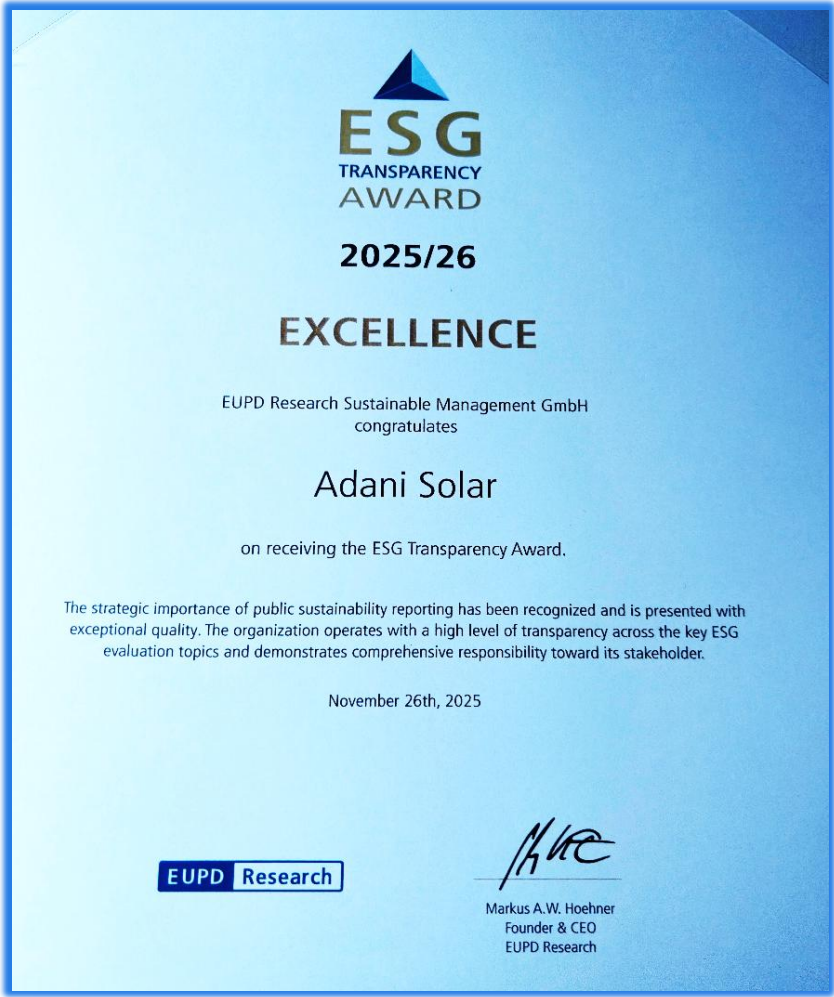 ESG
TRANSPARENCY
AWARD
2025/26
EXCELLENCE
EUPD Research Sustainable Management GmbH
congratulates
Adani Solar
on receiving the ESG Transparency Award.
The strategic importance of public sustainability reporting has been recognized and is presented with
exceptional quality. The organization operates with a high level of transparency across the key ESG
evaluation topics and demonstrates comprehensive responsibility toward its stakeholder.
November 26th, 2025
EUPD Research
Markus A.W. Hoehner
Founder & CEO
EUPD Research